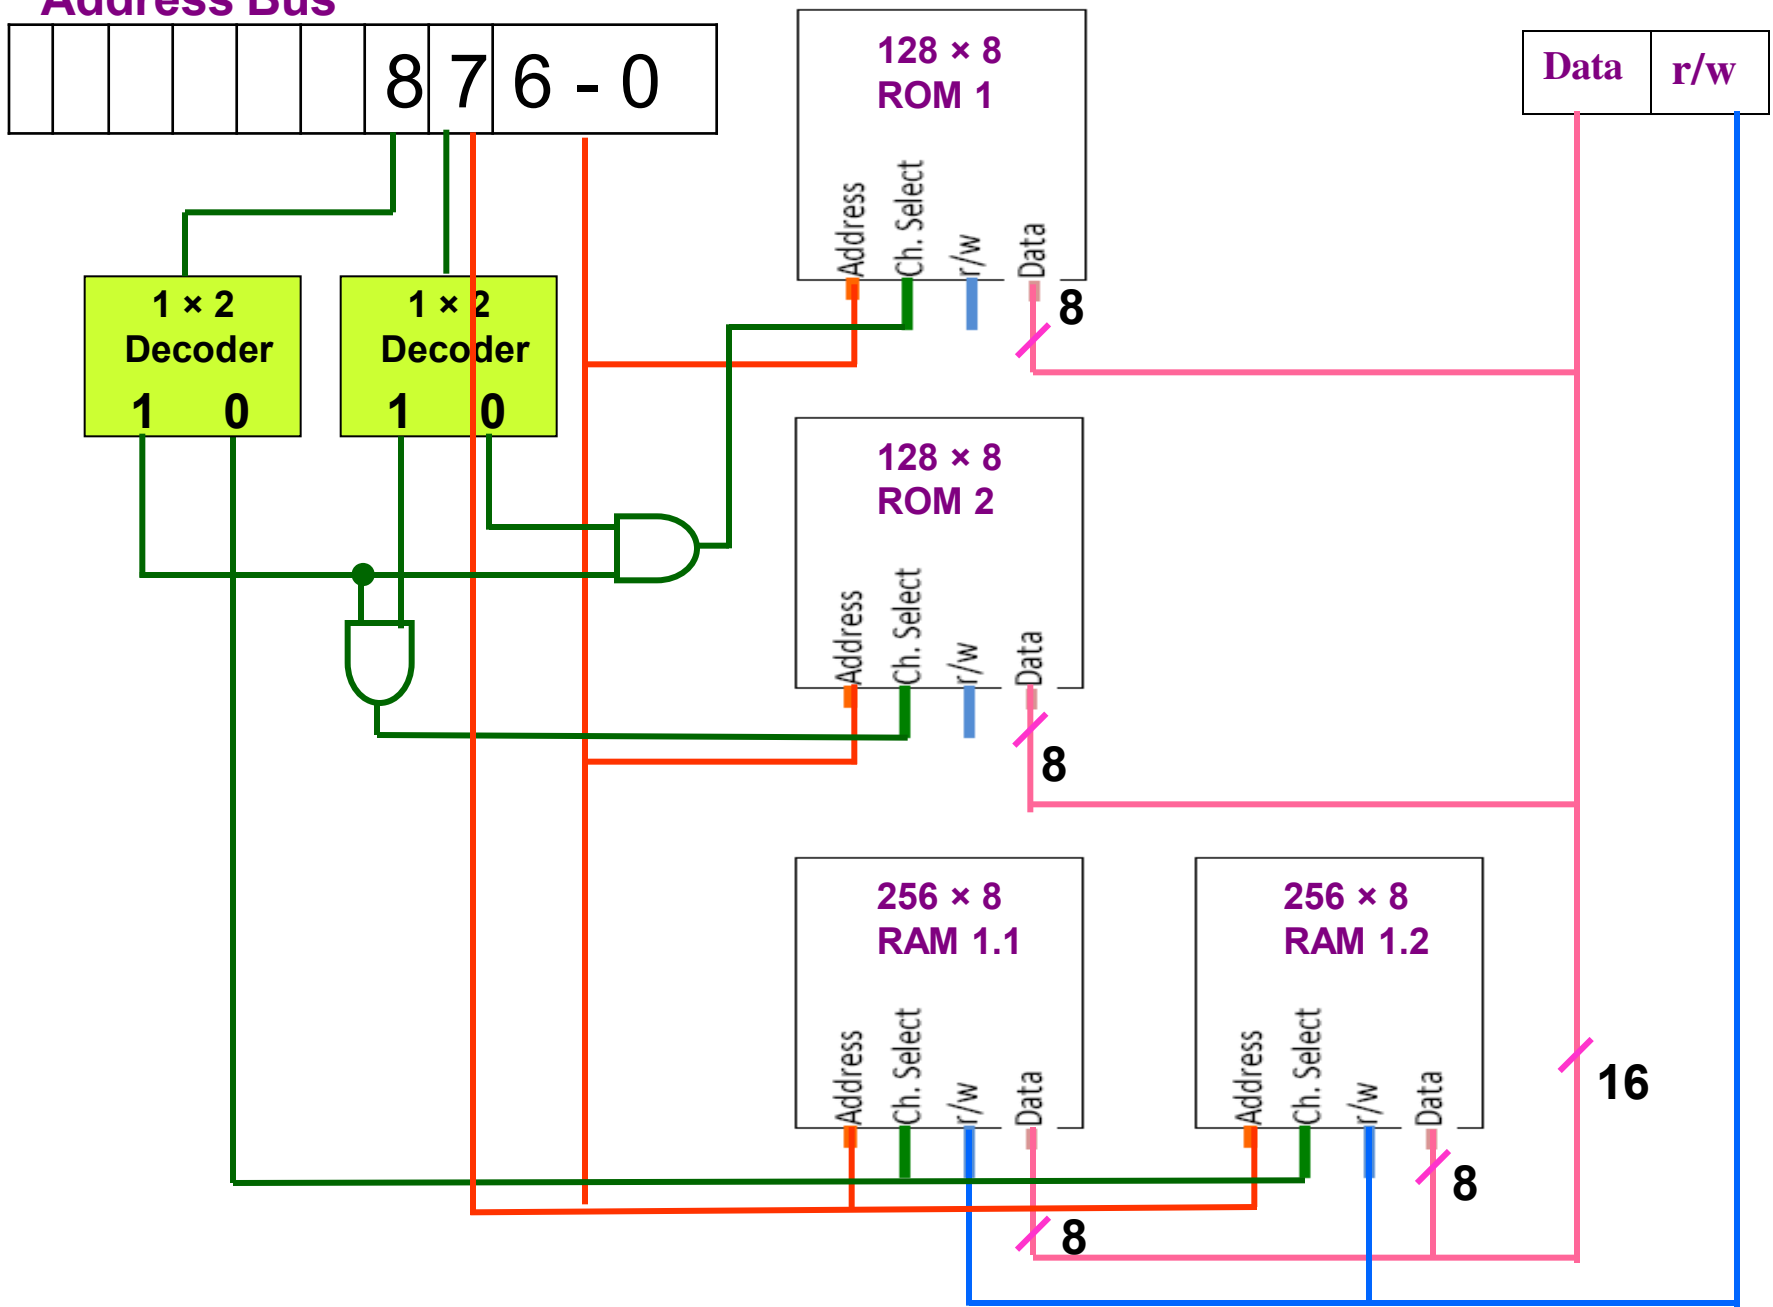 Address Bus
8 7 6 - 0
Data r/w
128 × 8
ROM 1
Address Ch. Select r/w Data
8
1 × 2
Decoder
1 0
1 × 2
Decoder
1 0
128 × 8
ROM 2
Address Ch. Select r/w Data
8
256 × 8
RAM 1.1
Address Ch. Select r/w Data
8
256 × 8
RAM 1.2
Address Ch. Select r/w Data
8
16